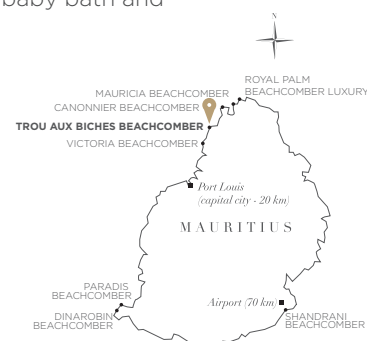 baby bath and
N
ROYAL PALM
BEACHCOMBER LUXURY
MAURICIA BEACHCOMBER
CANONNIER BEACHCOMBER
TROU AUX BICHES BEACHCOMBER
VICTORIA BEACHCOMBER
Port Louis
(capital city - 20 km)
MAURITIUS
PARADIS
BEACHCOMBER
DINAROBIN
BEACHCOMBER
Airport (70 km)
SHANDRANI
BEACHCOMBER